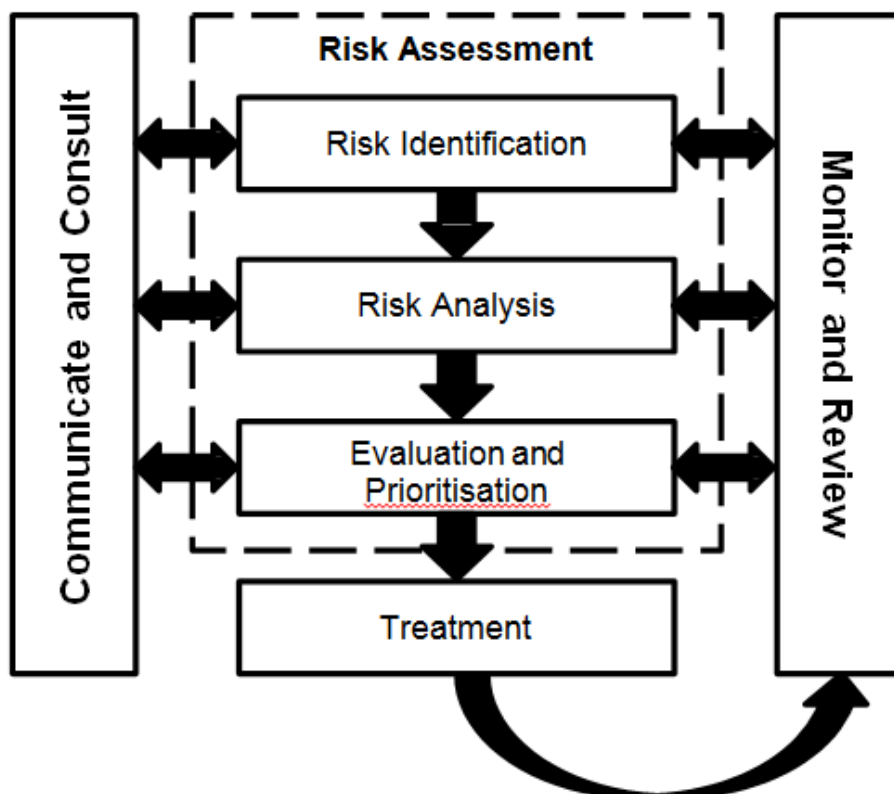 Risk Assessment
Communicate and Consult
Risk Identification
Monitor and Review
Risk Analysis
Evaluation and
Prioritisation
Treatment